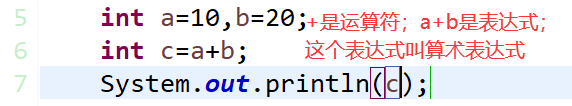 5 int a=10,b=20; +是运算符；a+b是表达式；
6 int c=a+b; 这个表达式叫算术表达式
7 System.out.println(c);